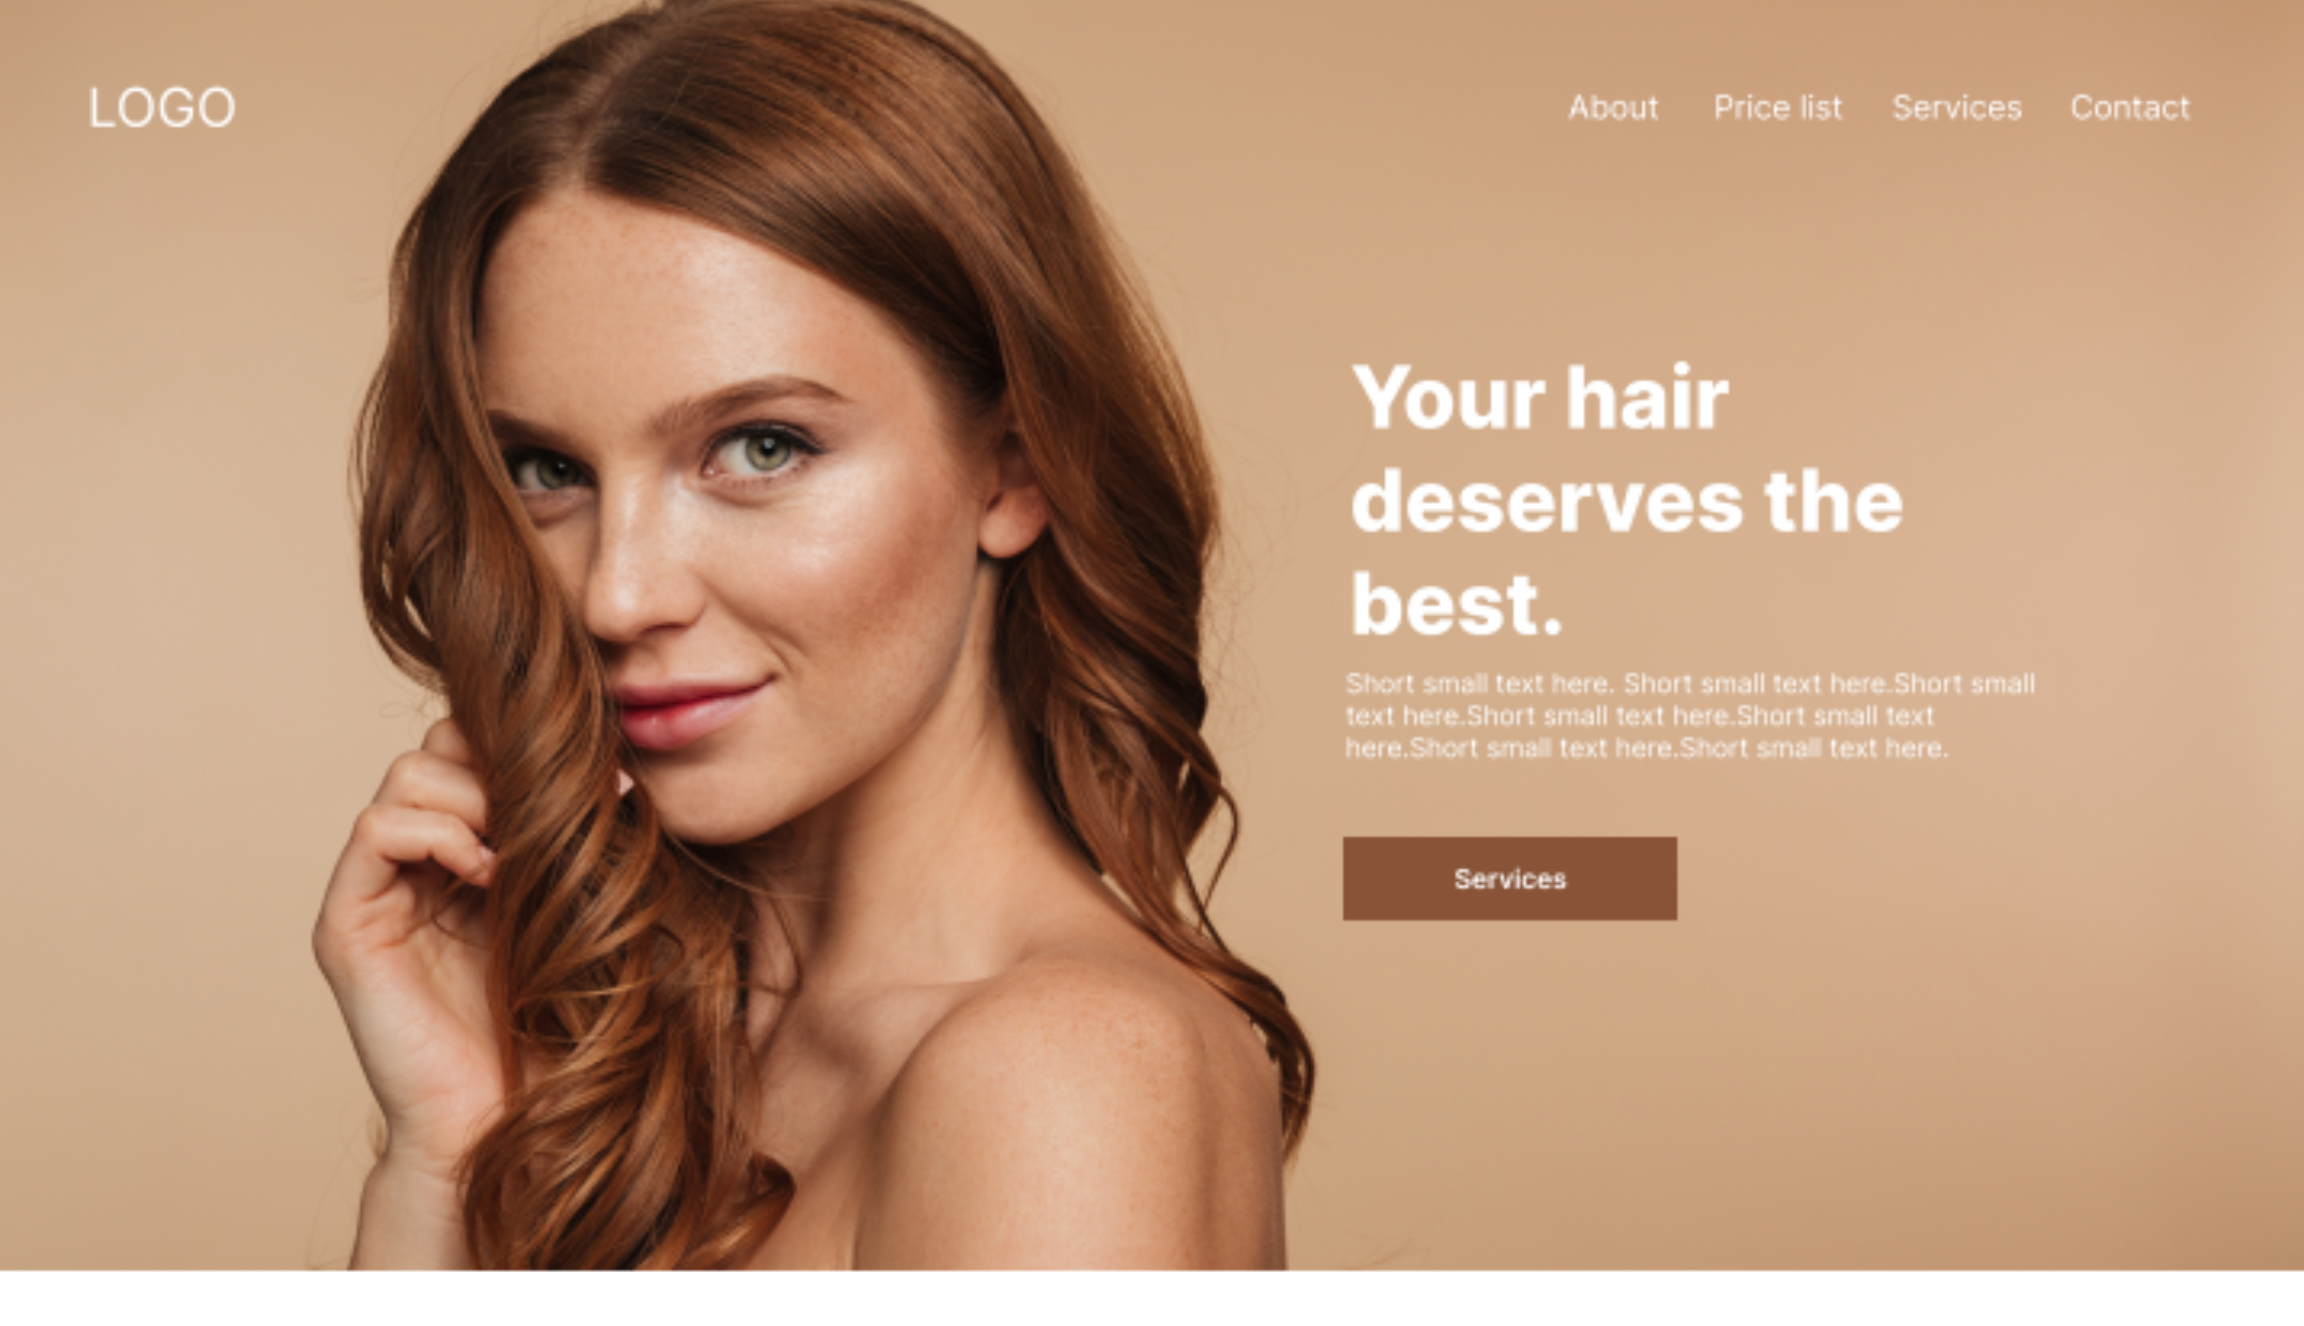 LOGO
About Price list Services Contact
Your hair
deserves the
best.
Short small text here. Short small text here.Short small
text here.Short small text here.Short small text
here.Short small text here.Short small text here.
Services